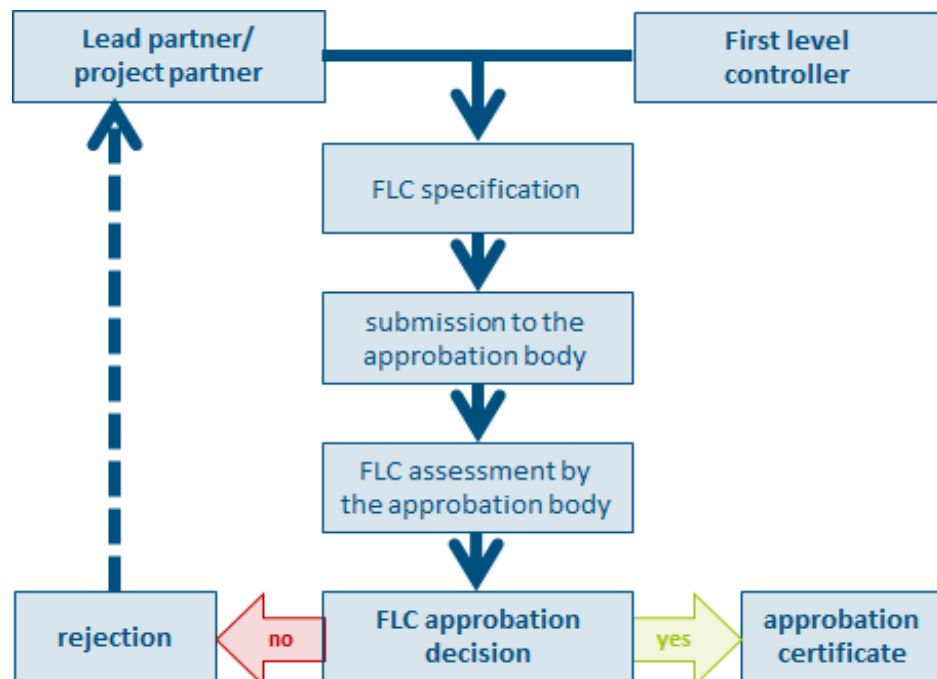 Lead partner/
project partner
First level
controller
FLC specification
submission to the
approbation body
FLC assessment by
the approbation body
rejection
no
FLC approbation
decision
yes
approbation
certificate